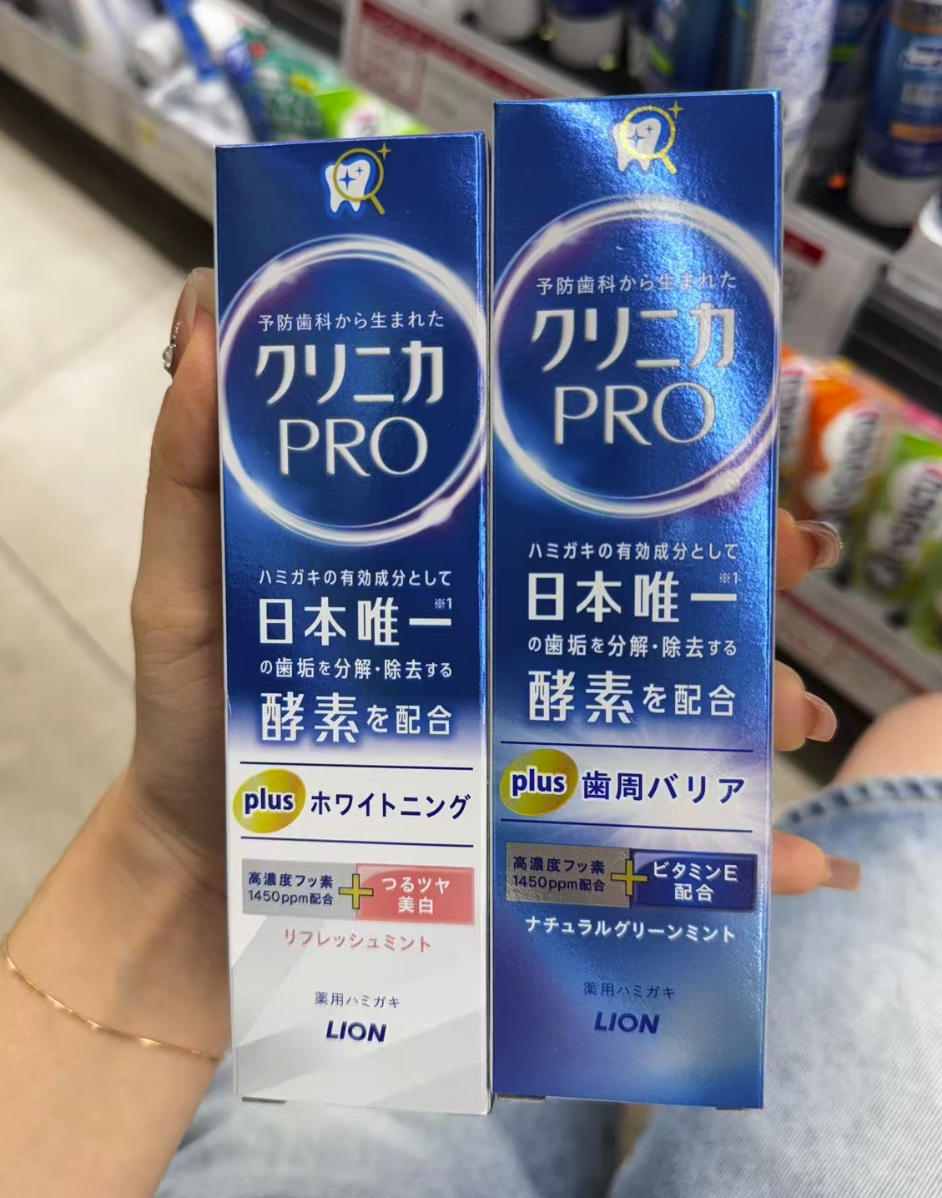 予防歯科から生まれた
クリニカ
PRO
ハミガキの有効成分として
日本唯一※1
の歯垢を分解・除去する
酵素を配合
plus ホワイトニング
高濃度フッ素
1450ppm配合
+
つるツヤ
美白
リフレッシュミント
薬用ハミガキ
LION
予防歯科から生まれた
クリニカ
PRO
ハミガキの有効成分として
日本唯一※1
の歯垢を分解・除去する
酵素を配合
plus 歯周バリア
高濃度フッ素
1450ppm配合
+
ビタミンE
配合
ナチュラルグリーンミント
薬用ハミガキ
LION